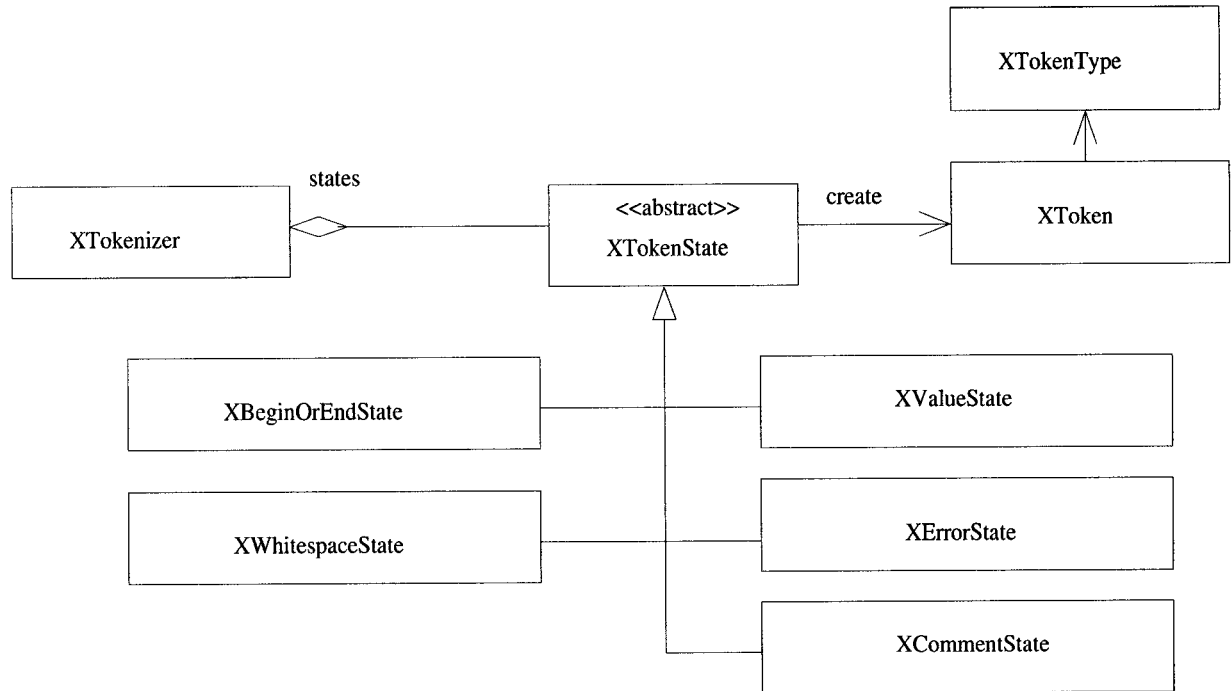 XTokenType
states
<<abstract>>
create
XToken
XTokenizer
XTokenState
XBeginOrEndState
XValueState
XWhitespaceState
XErrorState
XCommentState